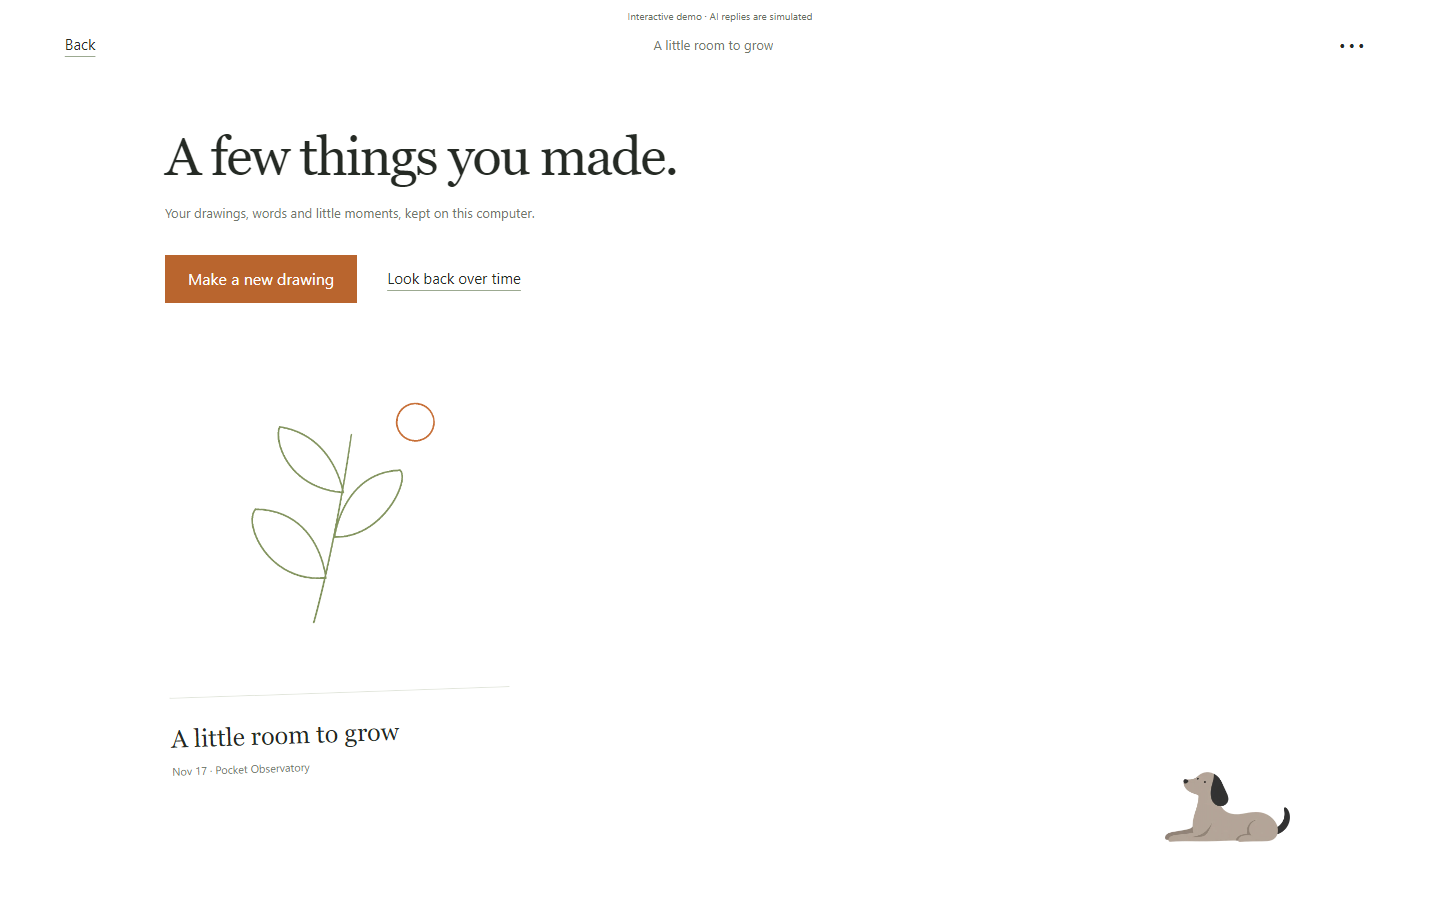 Interactive demo · AI replies are simulated
Back
A little room to grow
A few things you made.
Your drawings, words and little moments, kept on this computer.
Make a new drawing
Look back over time
A little room to grow
Nov 17 · Pocket Observatory